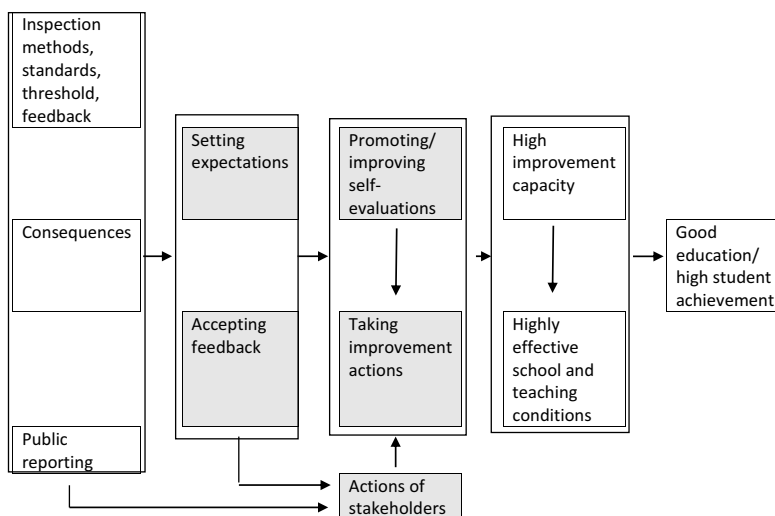 Inspection
methods,
standards,
threshold,
feedback
Consequences
Public
reporting
Setting
expectations
Accepting
feedback
Promoting/
improving
self-
evaluations
Taking
improvement
actions
Actions of
stakeholders
High
improvement
capacity
Highly
effective
school and
teaching
conditions
Good
education/
high student
achievement